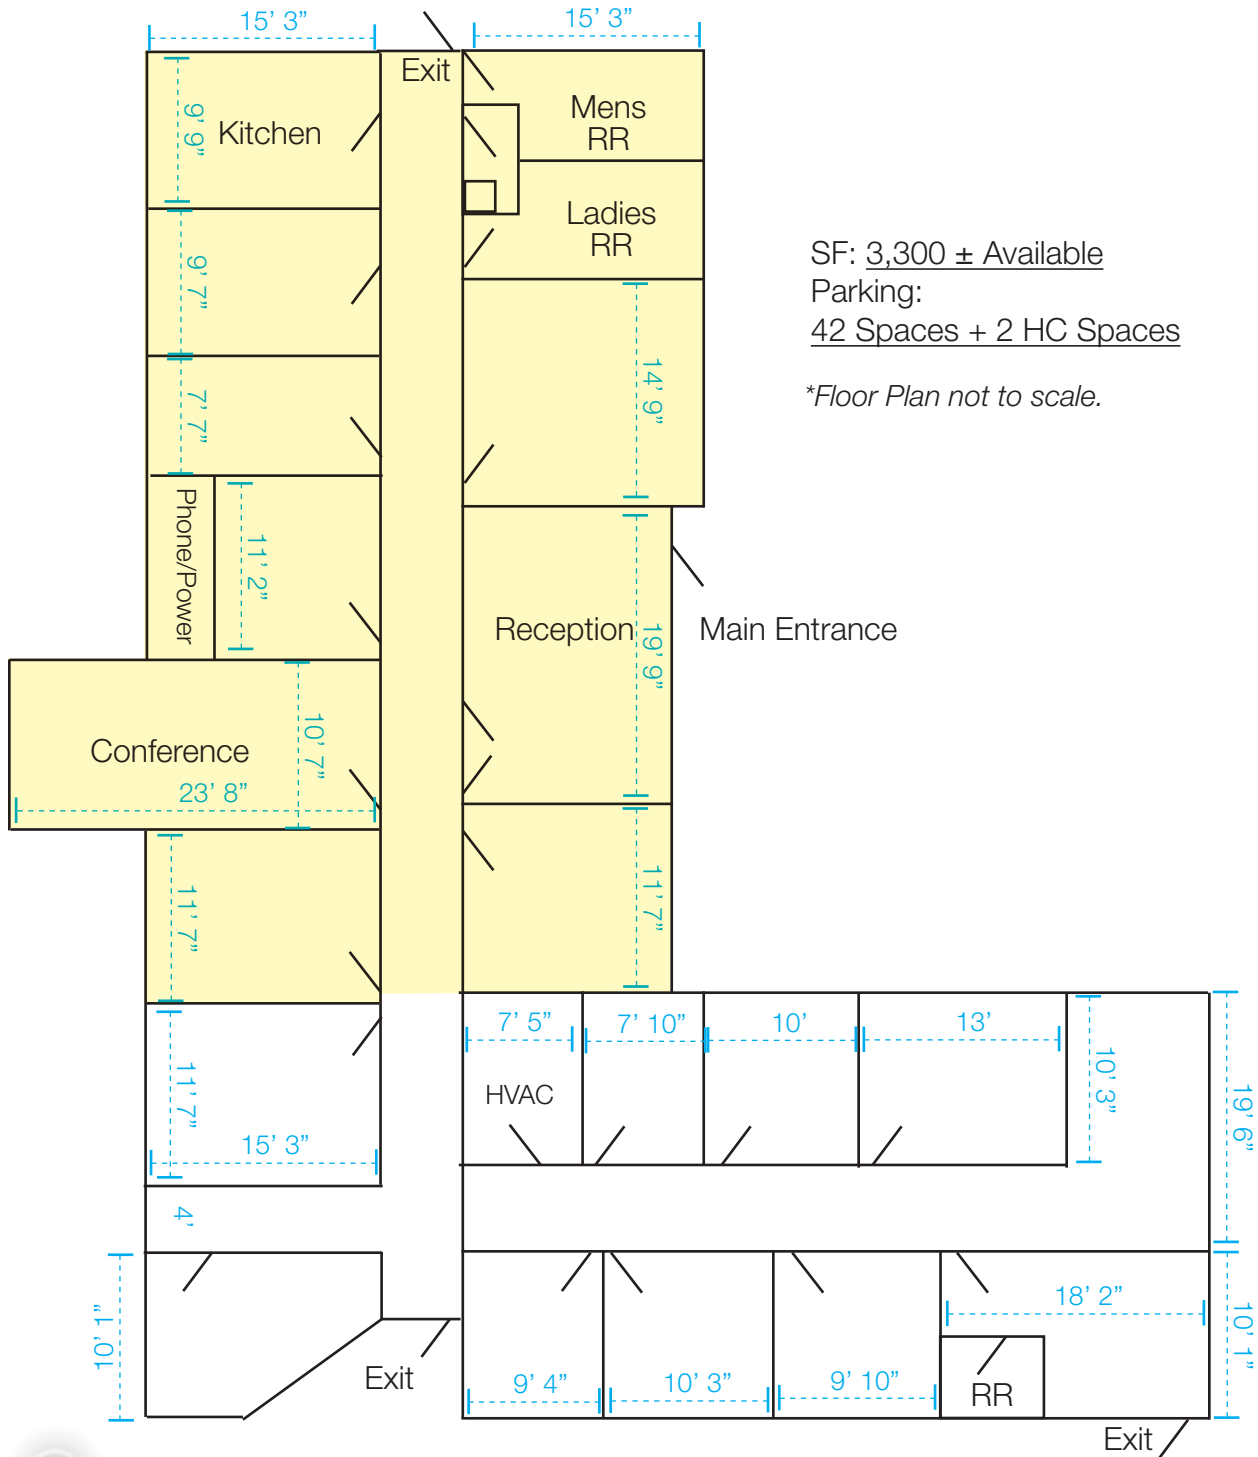 15’ 3”
15’ 3”
Exit
9’ 9”
Kitchen
Mens
RR
Ladies
RR
9’ 7”
SF: 3,300 ± Available
Parking:
42 Spaces + 2 HC Spaces
*Floor Plan not to scale.
7’ 7”
14’ 9”
Phone/Power
11’ 2”
Reception
19’ 9”
Main Entrance
Conference
10’ 7”
23’ 8”
11’ 7”
11’ 7”
7’ 5”
7’ 10”
10’
13’
10’ 3”
19’ 6”
HVAC
11’ 7”
15’ 3”
4’
10’ 1”
18’ 2”
10’ 1”
Exit
9’ 4”
10’ 3”
9’ 10”
RR
Exit